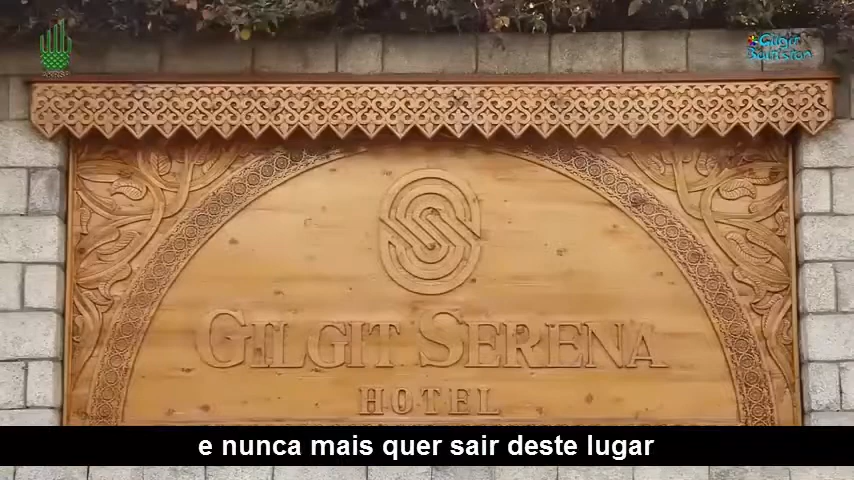 Gilgit
Baltistan
GILGIT SERENA
HOTEL
e nunca mais quer sair deste lugar